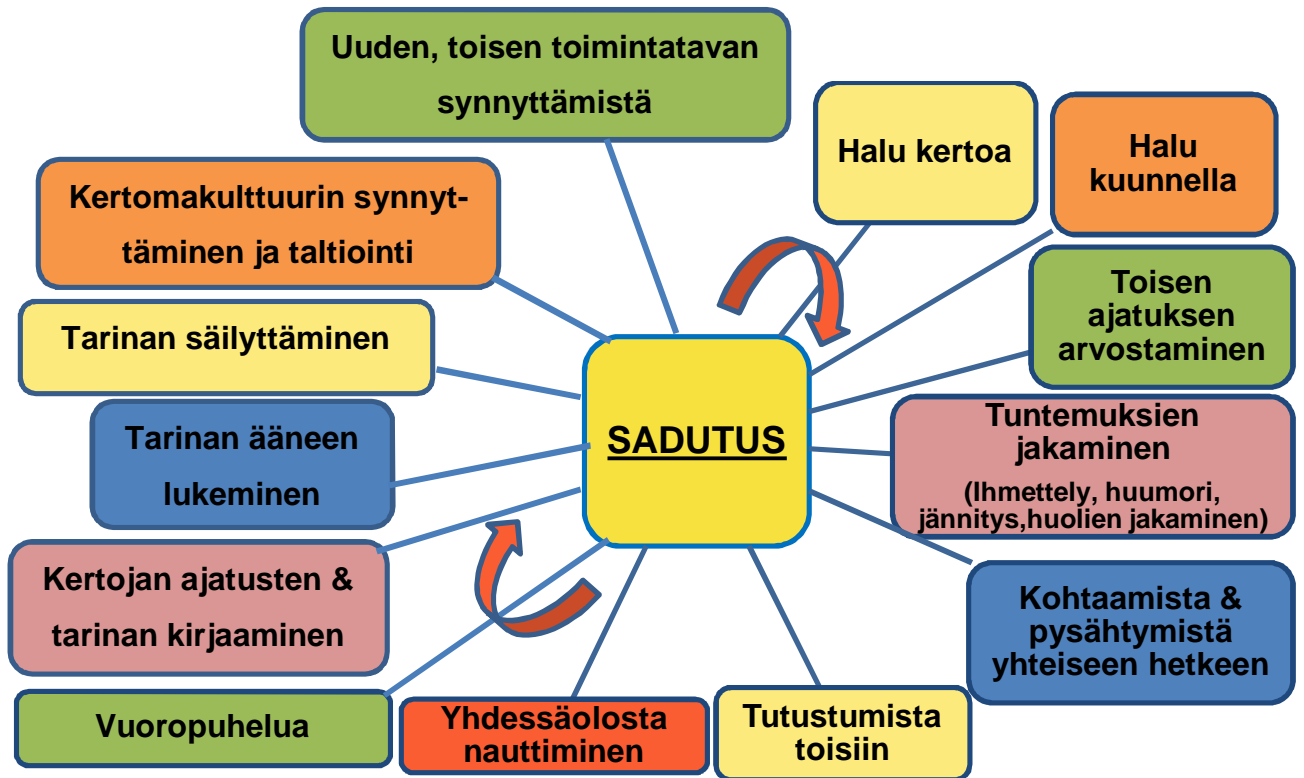 Uuden, toisen toimintatavan
synnyttämistä
Halu kertoa
Halu
kuunnella
Kertomakulttuurin synnyt-
täminen ja taltiointi
Toisen
ajatuksen
arvostaminen
Tarinan säilyttäminen
SADUTUS
Tuntemuksien
jakaminen
(Ihmettely, huumori,
jännitys,huolien jakaminen)
Tarinan ääneen
lukeminen
Kertojan ajatusten &
tarinan kirjaaminen
Kohtaamista &
pysähtymistä
yhteiseen hetkeen
Vuoropuhelua
Yhdessäolosta
nauttiminen
Tutustumista
toisiin